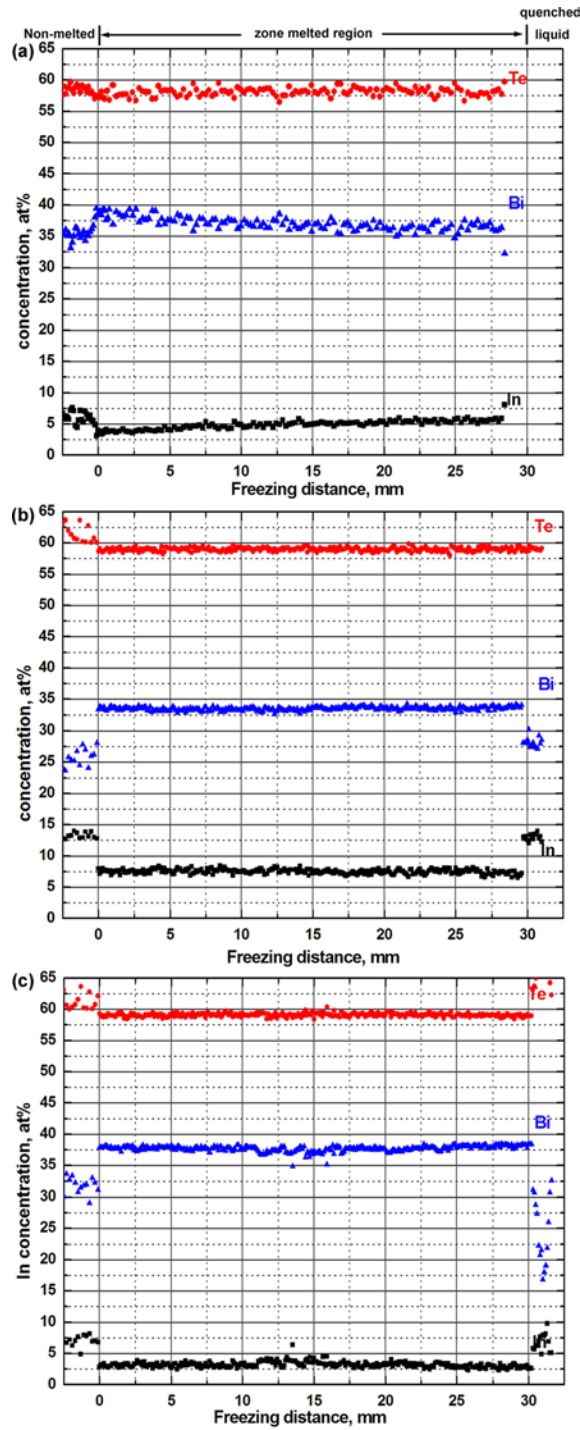 quenched
Non-melted zone melted region liquid
(a)
65
60
55
50
45
40
35
30
25
20
15
10
5
0
concentration, at%
Te
Bi
In
0 5 10 15 20 25 30
Freezing distance, mm
(b)
65
60
55
50
45
40
35
30
25
20
15
10
5
0
concentration, at%
Te
Bi
In
0 5 10 15 20 25 30
Freezing distance, mm
(c)
65
60
55
50
45
40
35
30
25
20
15
10
5
0
In concentration, at%
Te
Bi
In
0 5 10 15 20 25 30
Freezing distance, mm